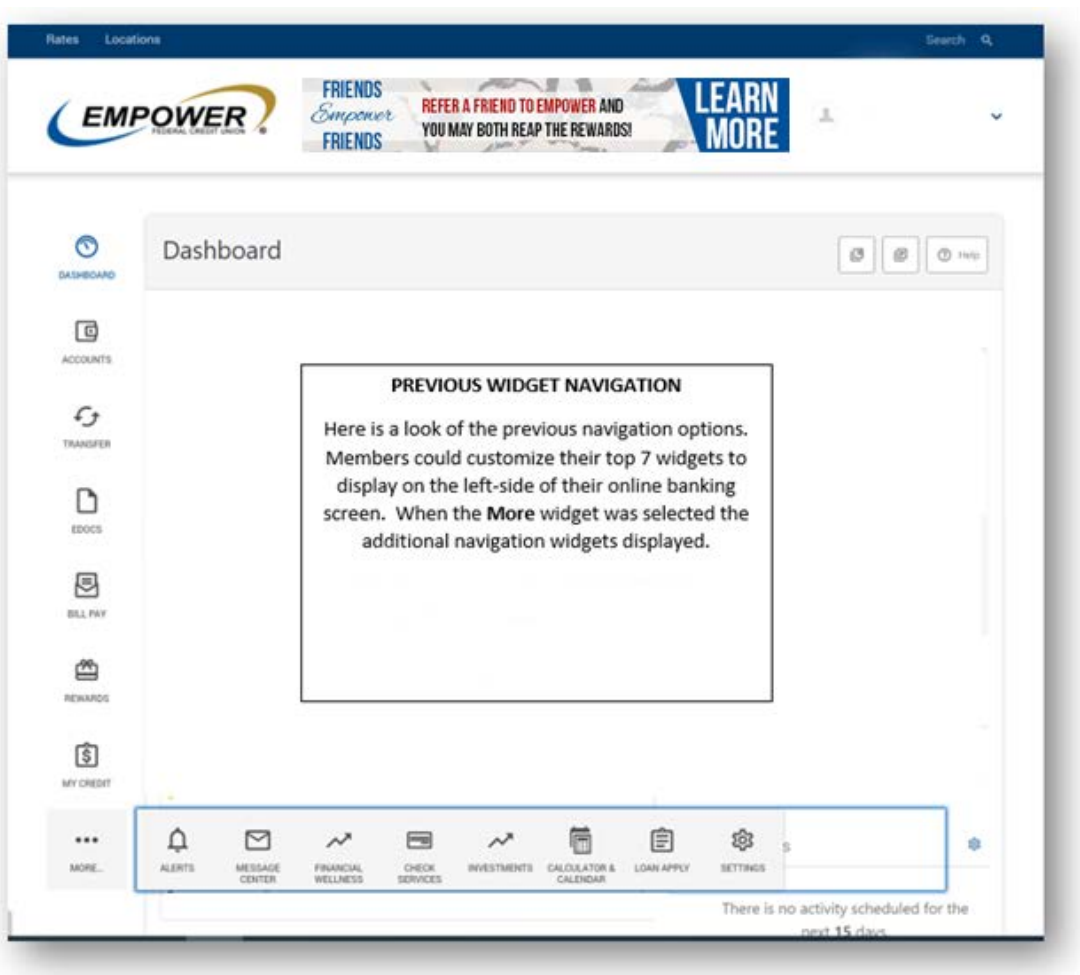 Rates Locations Search
EMPOWER
FEDERAL CREDIT UNION ®
FRIENDS
Empower
FRIENDS
REFER A FRIEND TO EMPOWER AND
YOU MAY BOTH REAP THE REWARDS!
LEARN
MORE
Dashboard
Help
DASHBOARD
ACCOUNTS
TRANSFER
EDOCS
BILL PAY
REWARDS
MY CREDIT
PREVIOUS WIDGET NAVIGATION
Here is a look of the previous navigation options.
Members could customize their top 7 widgets to
display on the left-side of their online banking
screen. When the More widget was selected the
additional navigation widgets displayed.
MORE...
ALERTS
MESSAGE
CENTER
FINANCIAL
WELLNESS
CHECK
SERVICES
INVESTMENTS
CALCULATOR &
CALENDAR
LOAN APPLY
SETTINGS
s
There is no activity scheduled for the
next 15 days